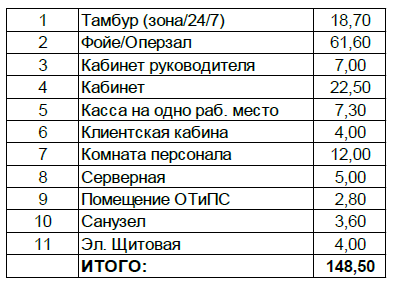 1 Тамбур (зона/24/7) 18,70
2 Фойе/Оперзал 61,60
3 Кабинет руководителя 7,00
4 Кабинет 22,50
5 Касса на одно раб. место 7,30
6 Клиентская кабина 4,00
7 Комната персонала 12,00
8 Серверная 5,00
9 Помещение ОТиПС 2,80
10 Санузел 3,60
11 Эл. Щитовая 4,00
ИТОГО: 148,50